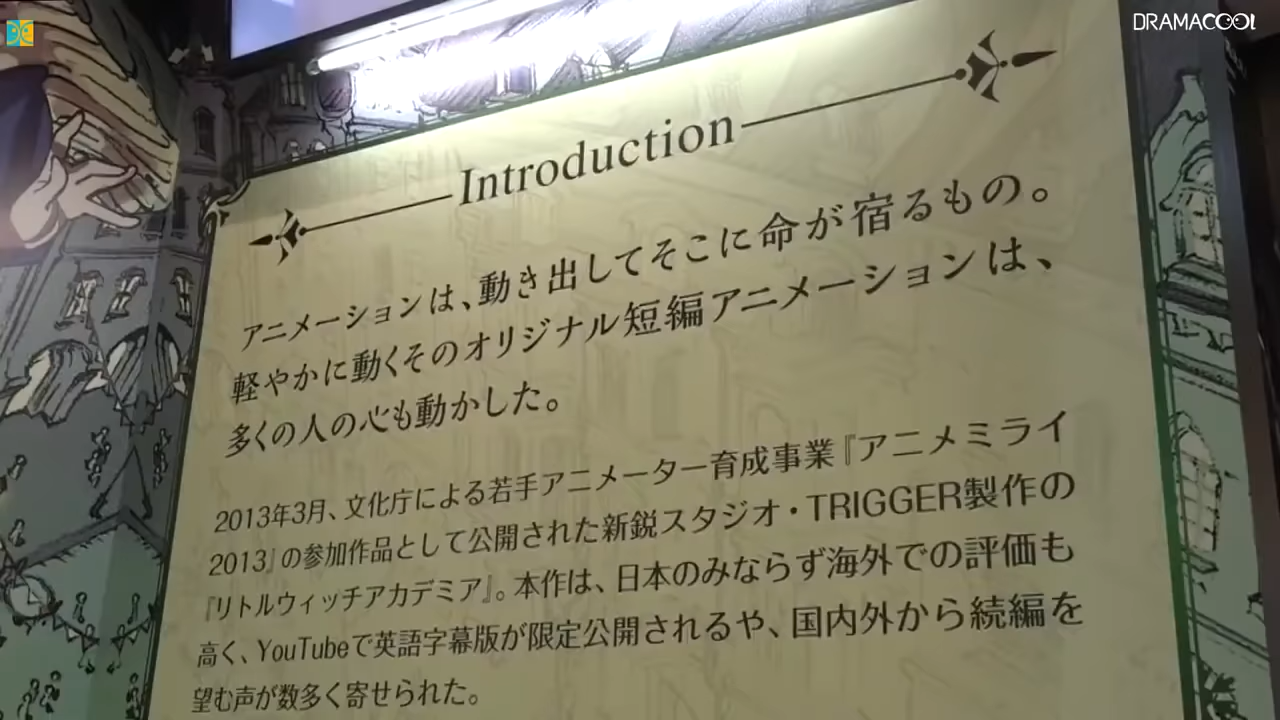 DRAMACOOL
Introduction
アニメーションは、動き出してそこに命が宿るもの。
軽やかに動くそのオリジナル短編アニメーションは、
多くの人の心も動かした。
2013年3月、文化庁による若手アニメーター育成事業『アニメミライ
2013』の参加作品として公開された新鋭スタジオ・TRIGGER製作の
『リトルウィッチアカデミア』。本作は、日本のみならず海外での評価も
高く、YouTubeで英語字幕版が限定公開されるや、国内外から続編を
望む声が数多く寄せられた。